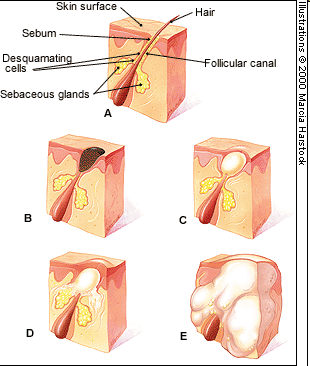 Skin surface
Hair
Sebum
Desquamating
cells
Follicular canal
Sebaceous glands
A
B
C
D
E
Illustrations © 2000 Marcia Hartsock